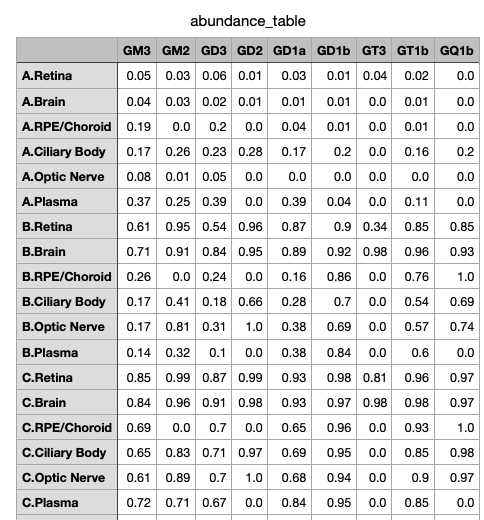 abundance_table
GM3 GM2 GD3 GD2 GD1a GD1b GT3 GT1b GQ1b
A.Retina 0.05 0.03 0.06 0.01 0.03 0.01 0.04 0.02 0.0
A.Brain 0.04 0.03 0.02 0.01 0.01 0.01 0.0 0.01 0.0
A.RPE/Choroid 0.19 0.0 0.2 0.0 0.04 0.01 0.0 0.01 0.0
A.Ciliary Body 0.17 0.26 0.23 0.28 0.17 0.2 0.0 0.16 0.2
A.Optic Nerve 0.08 0.01 0.05 0.0 0.0 0.0 0.0 0.0 0.0
A.Plasma 0.37 0.25 0.39 0.0 0.39 0.04 0.0 0.11 0.0
B.Retina 0.61 0.95 0.54 0.96 0.87 0.9 0.34 0.85 0.85
B.Brain 0.71 0.91 0.84 0.95 0.89 0.92 0.98 0.96 0.93
B.RPE/Choroid 0.26 0.0 0.24 0.0 0.16 0.86 0.0 0.76 1.0
B.Ciliary Body 0.17 0.41 0.18 0.66 0.28 0.7 0.0 0.54 0.69
B.Optic Nerve 0.17 0.81 0.31 1.0 0.38 0.69 0.0 0.57 0.74
B.Plasma 0.14 0.32 0.1 0.0 0.38 0.84 0.0 0.6 0.0
C.Retina 0.85 0.99 0.87 0.99 0.93 0.98 0.81 0.96 0.97
C.Brain 0.84 0.96 0.91 0.98 0.93 0.97 0.98 0.98 0.97
C.RPE/Choroid 0.69 0.0 0.7 0.0 0.65 0.96 0.0 0.93 1.0
C.Ciliary Body 0.65 0.83 0.71 0.97 0.69 0.95 0.0 0.85 0.98
C.Optic Nerve 0.61 0.89 0.7 1.0 0.68 0.94 0.0 0.9 0.97
C.Plasma 0.72 0.71 0.67 0.0 0.84 0.95 0.0 0.85 0.0